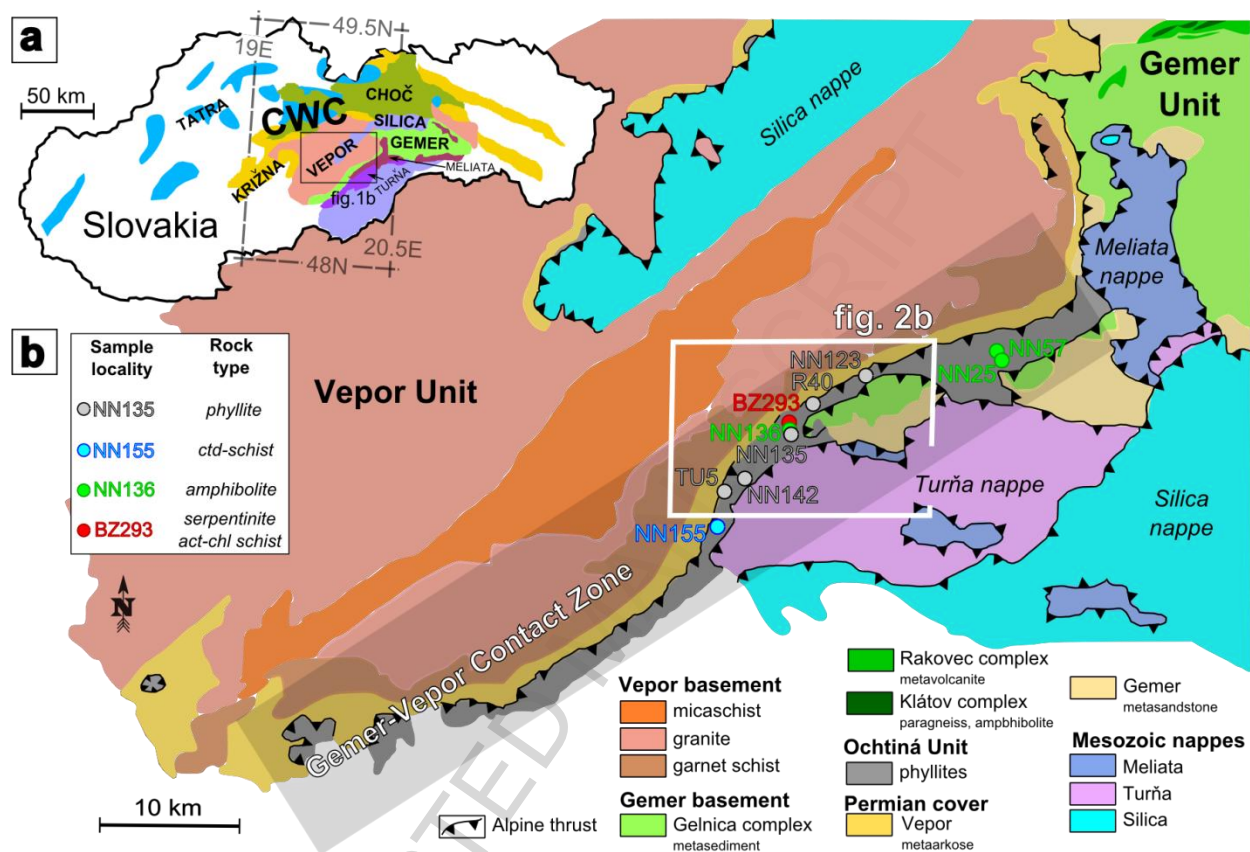 a
49.5N
19E
50 km
TATRA
CWC
CHOČ
SILICA
GEMER
VEPOR
MELIATA
KRIŽNA
TURŇA
fig.1b
Slovakia
20.5E
48N
Silica nappe
Gemer
Unit
Meliata
nappe
b
Sample
locality
Rock
type
NN135
phyllite
NN155
ctd-schist
NN136
amphibolite
BZ293
serpentinite
act-chl schist
Vepor Unit
fig. 2b
NN123
R40
BZ293
NN136
NN135
TU5
NN142
NN155
NN57
NN25
Turňa nappe
Silica
nappe
N
Gemer-Vepor Contact Zone
10 km
Alpine thrust
Vepor basement
micaschist
granite
garnet schist
Gemer basement
Gelnica complex
metasediment
Rakovec complex
metavolcanite
Klátov complex
paragneiss, ampbhibolite
Ochtiná Unit
phyllites
Permian cover
Vepor
metaarkose
Gemer
metasandstone
Mesozoic nappes
Meliata
Turňa
Silica